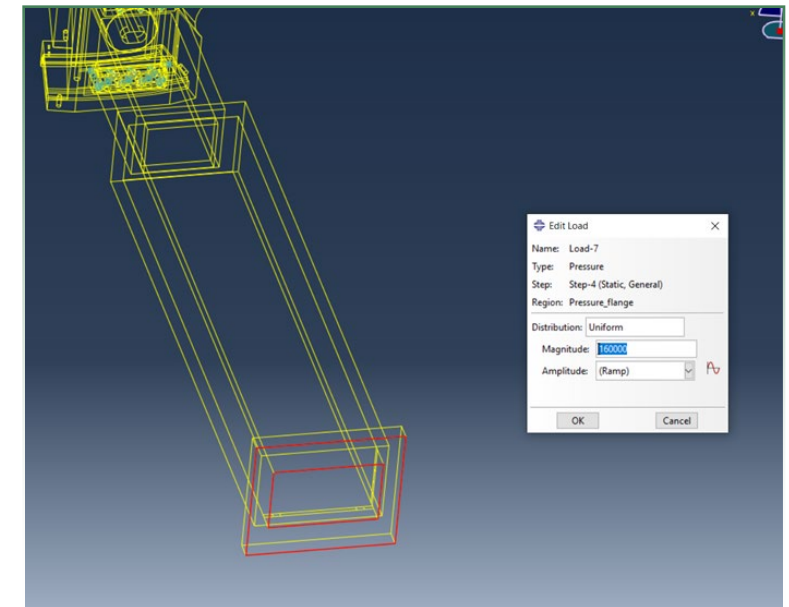 x
Edit Load
Name: Load-7
Type: Pressure
Step: Step-4 (Static, General)
Region: Pressure_flange
Distribution: Uniform
Magnitude: 160000
Amplitude: (Ramp)
OK Cancel